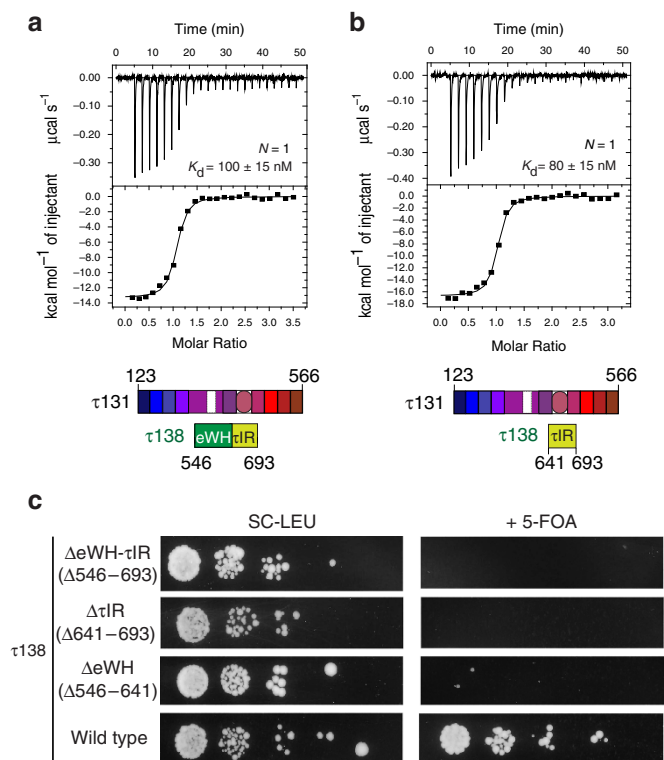 a
Time (min)
0 10 20 30 40 50
0.00
−0.10
−0.20
−0.30
μcal s⁻¹
N = 1
Kd= 100 ± 15 nM
0.0
−2.0
−4.0
−6.0
−8.0
−10.0
−12.0
−14.0
kcal mol⁻¹ of injectant
0.0 0.5 1.0 1.5 2.0 2.5 3.0 3.5
Molar Ratio
123 566
τ131
τ138 eWH τIR
546 693
b
Time (min)
0 10 20 30 40 50
0.00
−0.10
−0.20
−0.30
−0.40
μcal s⁻¹
N = 1
Kd= 80 ± 15 nM
0.0
−2.0
−4.0
−6.0
−8.0
−10.0
−12.0
−14.0
−16.0
−18.0
kcal mol⁻¹ of injectant
0.0 0.5 1.0 1.5 2.0 2.5 3.0
Molar Ratio
123 566
τ131
τ138 τIR
641 693
c
SC-LEU + 5-FOA
τ138
ΔeWH-τIR
(Δ546−693)
ΔτIR
(Δ641−693)
ΔeWH
(Δ546−641)
Wild type